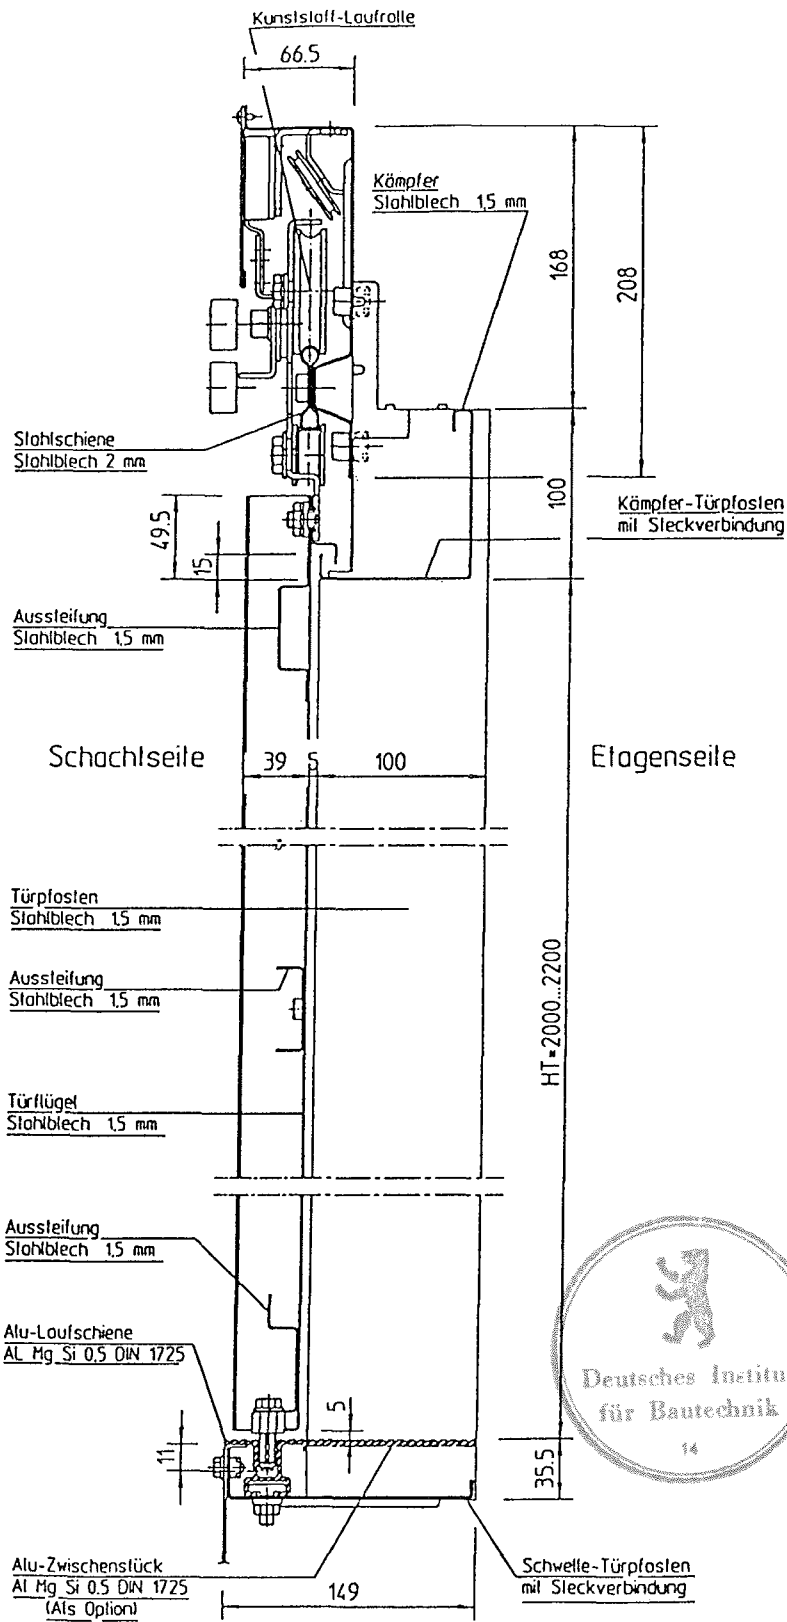 Kunststoff-Laufrolle
66.5
Kämpfer
Stahlblech 1,5 mm
168
208
Stahlschiene
Stahlblech 2 mm
49.5
15
100
Kämpfer-Türpfosten
mit Steckverbindung
Aussteifung
Stahlblech 1,5 mm
Schachtseite
39
5
100
Etagenseite
Türpfosten
Stahlblech 1,5 mm
Aussteifung
Stahlblech 1,5 mm
HT=2000...2200
Türflügel
Stahlblech 1,5 mm
Aussteifung
Stahlblech 1,5 mm
Alu-Laufschiene
AL Mg Si 0,5 DIN 1725
5
11
35.5
Deutsches Institu
für Bautechnik
14
Alu-Zwischenstück
Al Mg Si 0.5 DIN 1725
(Als Option)
149
Schwelle-Türpfosten
mit Steckverbindung